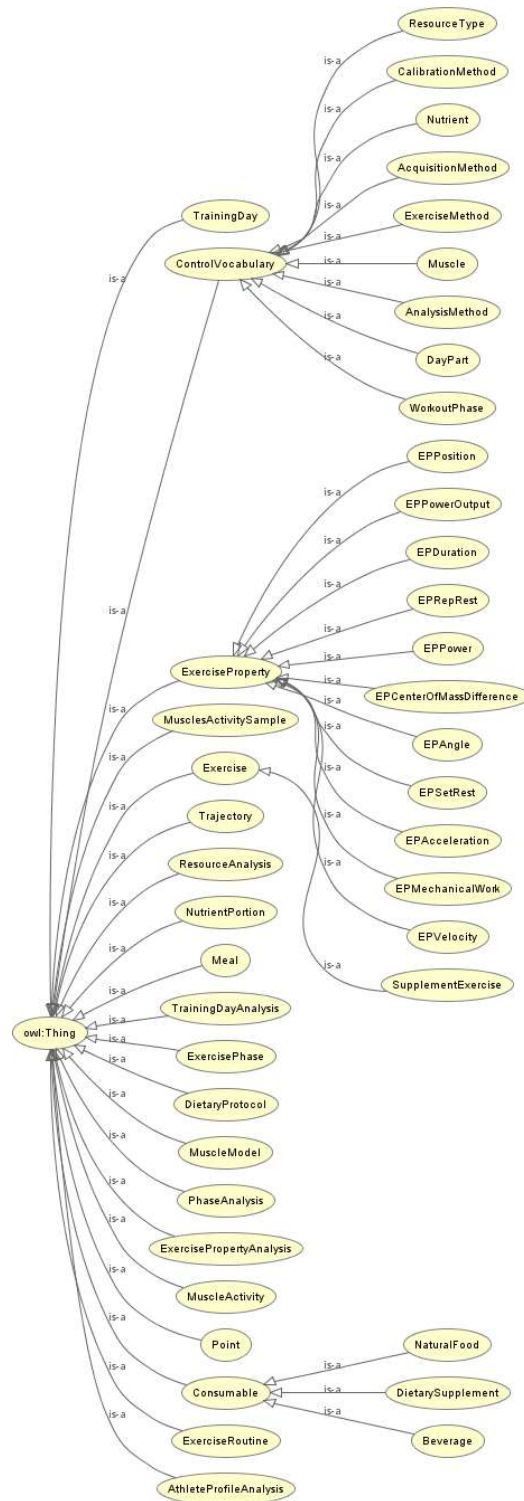 ResourceType
is-a
CalibrationMethod
is-a
Nutrient
is-a
AcquisitionMethod
is-a
TrainingDay
ExerciseMethod
is-a
ControlVocabulary
is-a
Muscle
is-a
is-a
AnalysisMethod
is-a
DayPart
is-a
WorkoutPhase
is-a
EPPosition
is-a
EPPowerOutput
is-a
EPDuration
is-a
EPRepRest
is-a
EPPower
is-a
ExerciseProperty
is-a
EPCenterOfMassDifference
MusclesActivitySample
is-a
EPAngle
is-a
Exercise
is-a
EPSetRest
is-a
Trajectory
is-a
EPAcceleration
is-a
ResourceAnalysis
is-a
EPMechanicalWork
is-a
NutrientPortion
is-a
EPVelocity
is-a
Meal
is-a
SupplementExercise
is-a
TrainingDayAnalysis
is-a
owl:Thing
is-a
ExercisePhase
is-a
DietaryProtocol
is-a
MuscleModel
is-a
PhaseAnalysis
is-a
ExercisePropertyAnalysis
is-a
MuscleActivity
is-a
Point
NaturalFood
is-a
is-a
Consumable
is-a
DietarySupplement
is-a
ExerciseRoutine
is-a
Beverage
is-a
AthleteProfileAnalysis